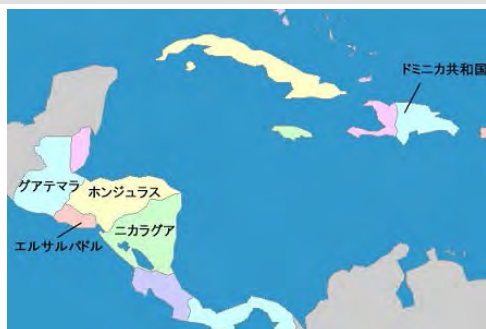 ドミニカ共和国
グアテマラ
ホンジュラス
ニカラグア
エルサルバドル